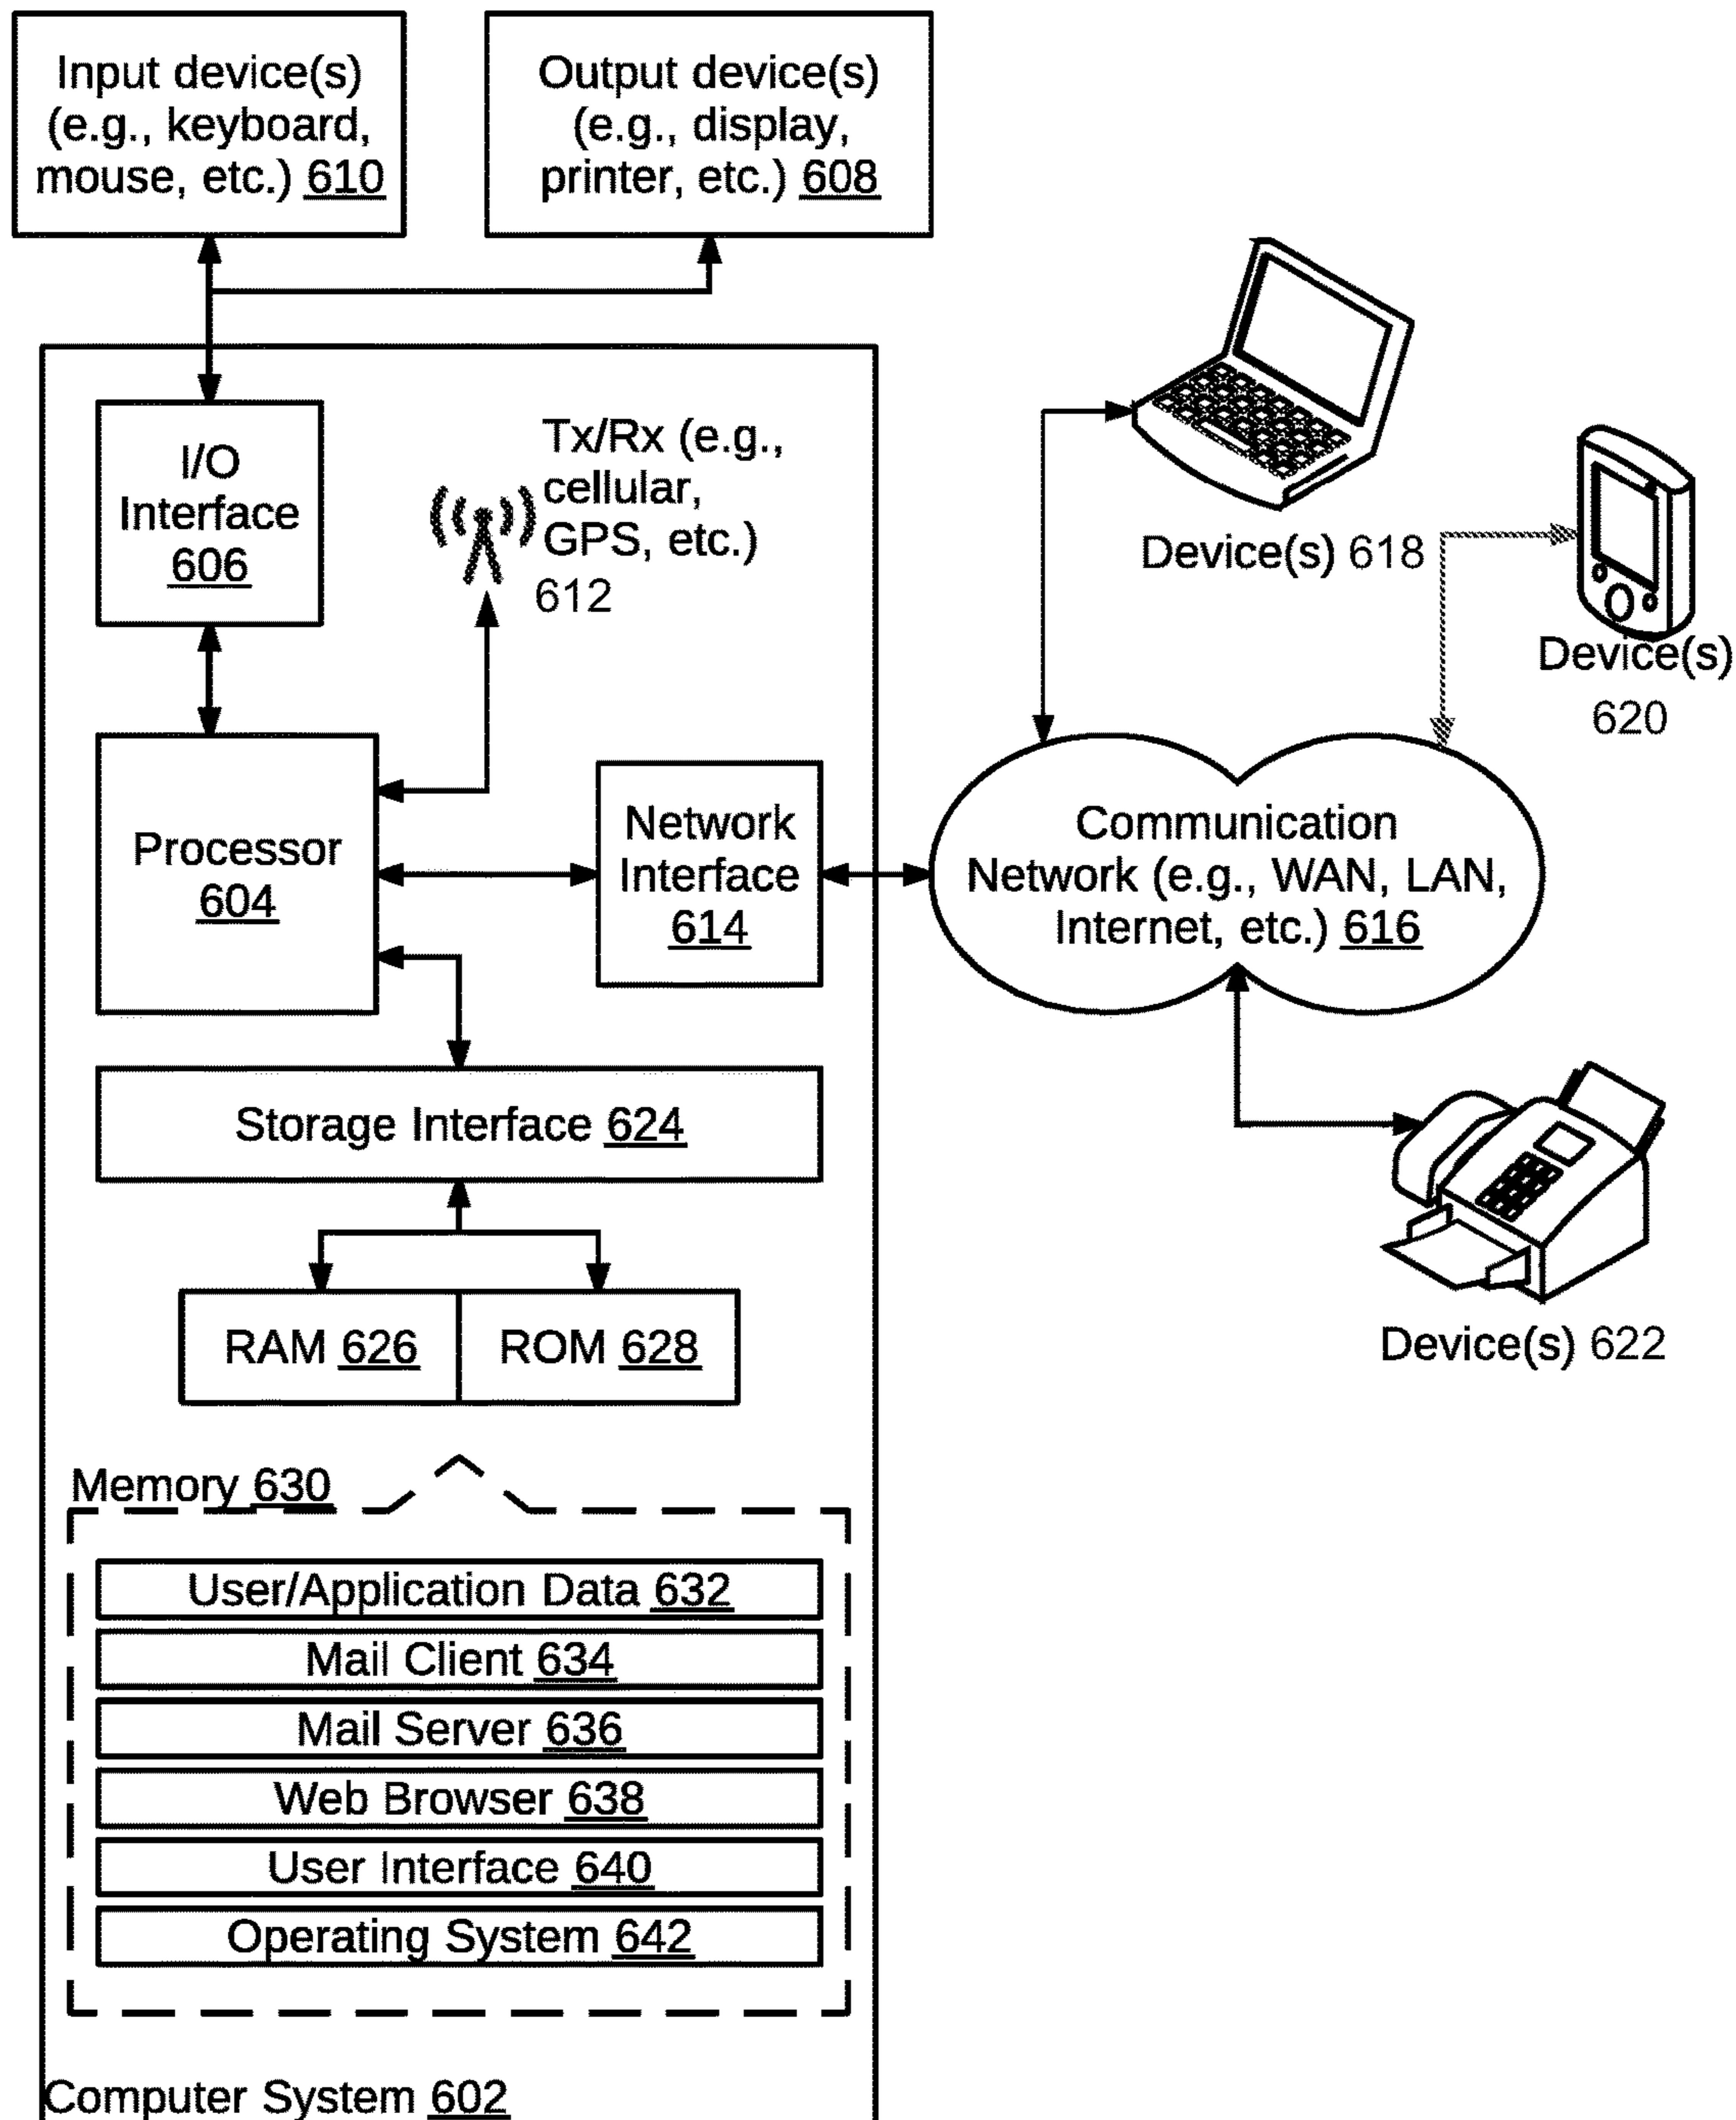 Input device(s)
(e.g., keyboard,
mouse, etc.) 610
Output device(s)
(e.g., display,
printer, etc.) 608
I/O
Interface
606
Tx/Rx (e.g.,
cellular,
GPS, etc.)
612
Device(s) 618
Device(s)
620
Processor
604
Network
Interface
614
Communication
Network (e.g., WAN, LAN,
Internet, etc.) 616
Storage Interface 624
RAM 626
ROM 628
Device(s) 622
Memory 630
User/Application Data 632
Mail Client 634
Mail Server 636
Web Browser 638
User Interface 640
Operating System 642
Computer System 602